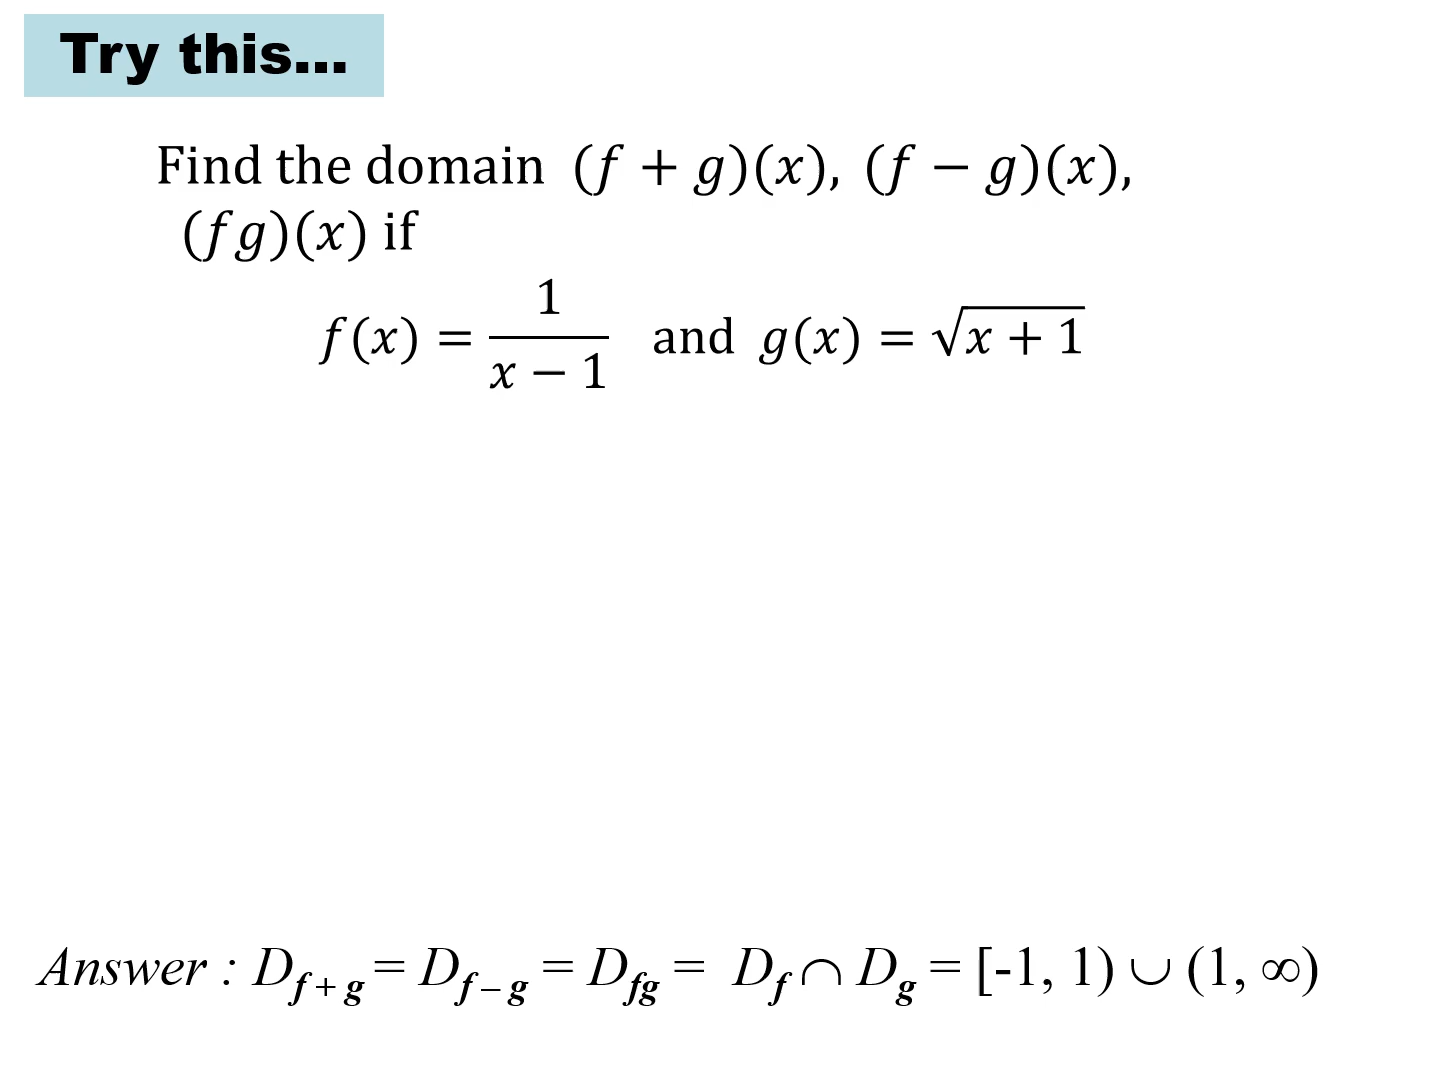 Try this...
Find the domain (f + g)(x), (f − g)(x),
(fg)(x) if
f(x) = 1/(x − 1) and g(x) = √(x + 1)
Answer : D_{f + g} = D_{f – g} = D_{fg} = D_f ∩ D_g = [-1, 1) ∪ (1, ∞)